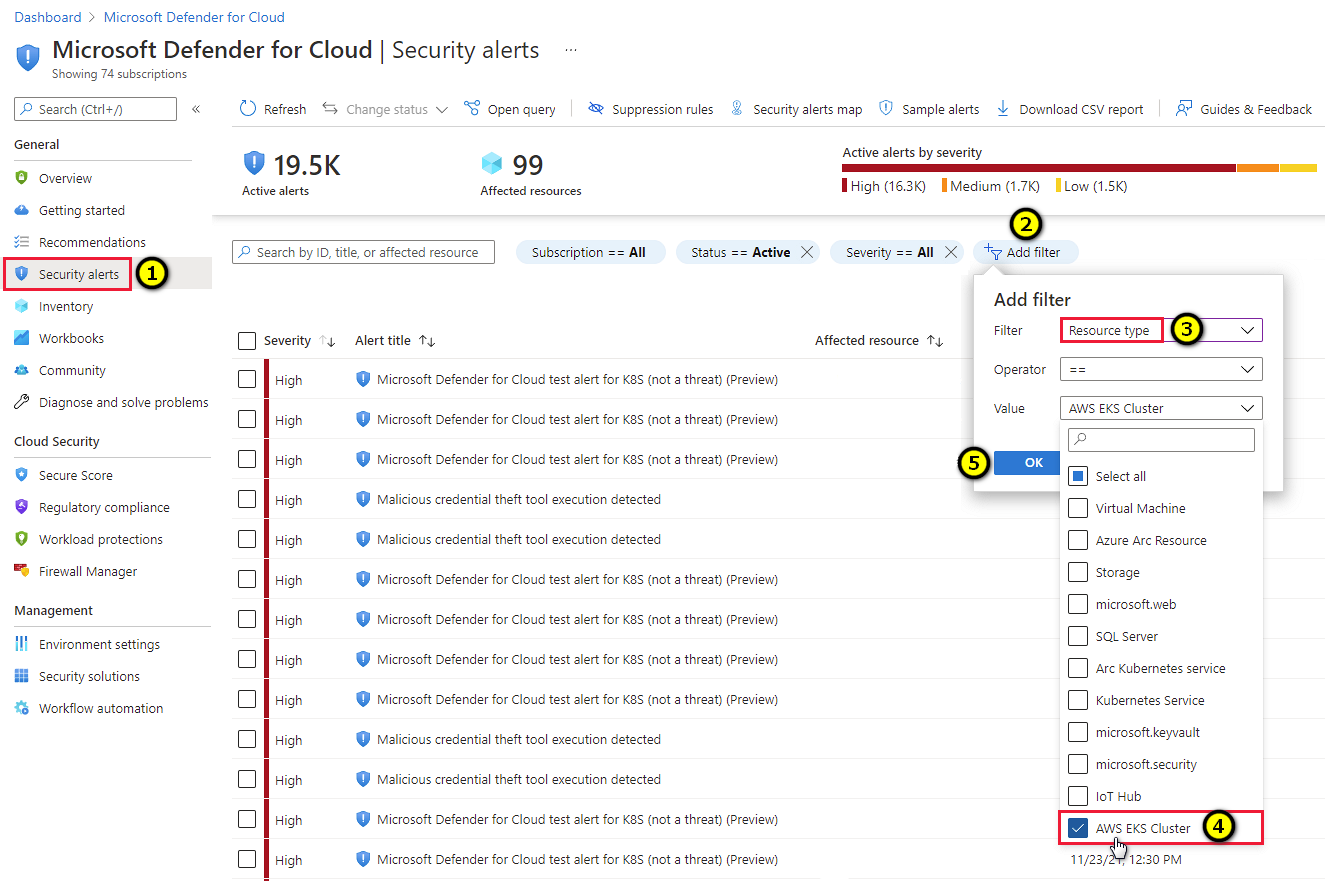 Dashboard > Microsoft Defender for Cloud
Microsoft Defender for Cloud | Security alerts ...
Showing 74 subscriptions
Search (Ctrl+/) «
Refresh Change status Open query Suppression rules Security alerts map Sample alerts Download CSV report Guides & Feedback
General
Overview
Getting started
Recommendations
Security alerts 1
Inventory
Workbooks
Community
Diagnose and solve problems
Cloud Security
Secure Score
Regulatory compliance
Workload protections
Firewall Manager
Management
Environment settings
Security solutions
Workflow automation
19.5K
Active alerts
99
Affected resources
Active alerts by severity
High (16.3K) Medium (1.7K) Low (1.5K)
2
Search by ID, title, or affected resource Subscription == All Status == Active Severity == All Add filter
Severity Alert title Affected resource
High Microsoft Defender for Cloud test alert for K8S (not a threat) (Preview)
High Microsoft Defender for Cloud test alert for K8S (not a threat) (Preview)
High Microsoft Defender for Cloud test alert for K8S (not a threat) (Preview)
High Malicious credential theft tool execution detected
High Malicious credential theft tool execution detected
High Microsoft Defender for Cloud test alert for K8S (not a threat) (Preview)
High Microsoft Defender for Cloud test alert for K8S (not a threat) (Preview)
High Microsoft Defender for Cloud test alert for K8S (not a threat) (Preview)
High Microsoft Defender for Cloud test alert for K8S (not a threat) (Preview)
High Malicious credential theft tool execution detected
High Malicious credential theft tool execution detected
High Microsoft Defender for Cloud test alert for K8S (not a threat) (Preview)
High Microsoft Defender for Cloud test alert for K8S (not a threat) (Preview)
Add filter
Filter Resource type 3
Operator ==
Value AWS EKS Cluster
5 OK
Select all
Virtual Machine
Azure Arc Resource
Storage
microsoft.web
SQL Server
Arc Kubernetes service
Kubernetes Service
microsoft.keyvault
microsoft.security
IoT Hub
AWS EKS Cluster 4
12:30 PM